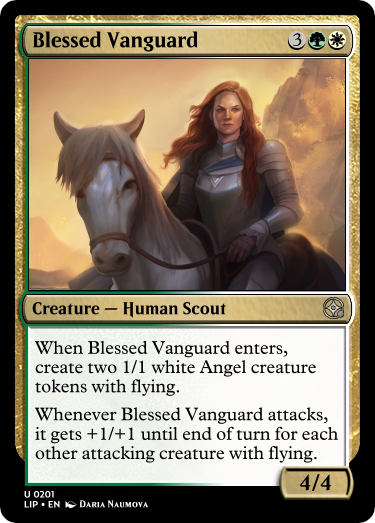 Blessed Vanguard 3
Creature — Human Scout
When Blessed Vanguard enters,
create two 1/1 white Angel creature
tokens with flying.
Whenever Blessed Vanguard attacks,
it gets +1/+1 until end of turn for each
other attacking creature with flying.
4/4
U 0201
LIP • EN Daria Naumova